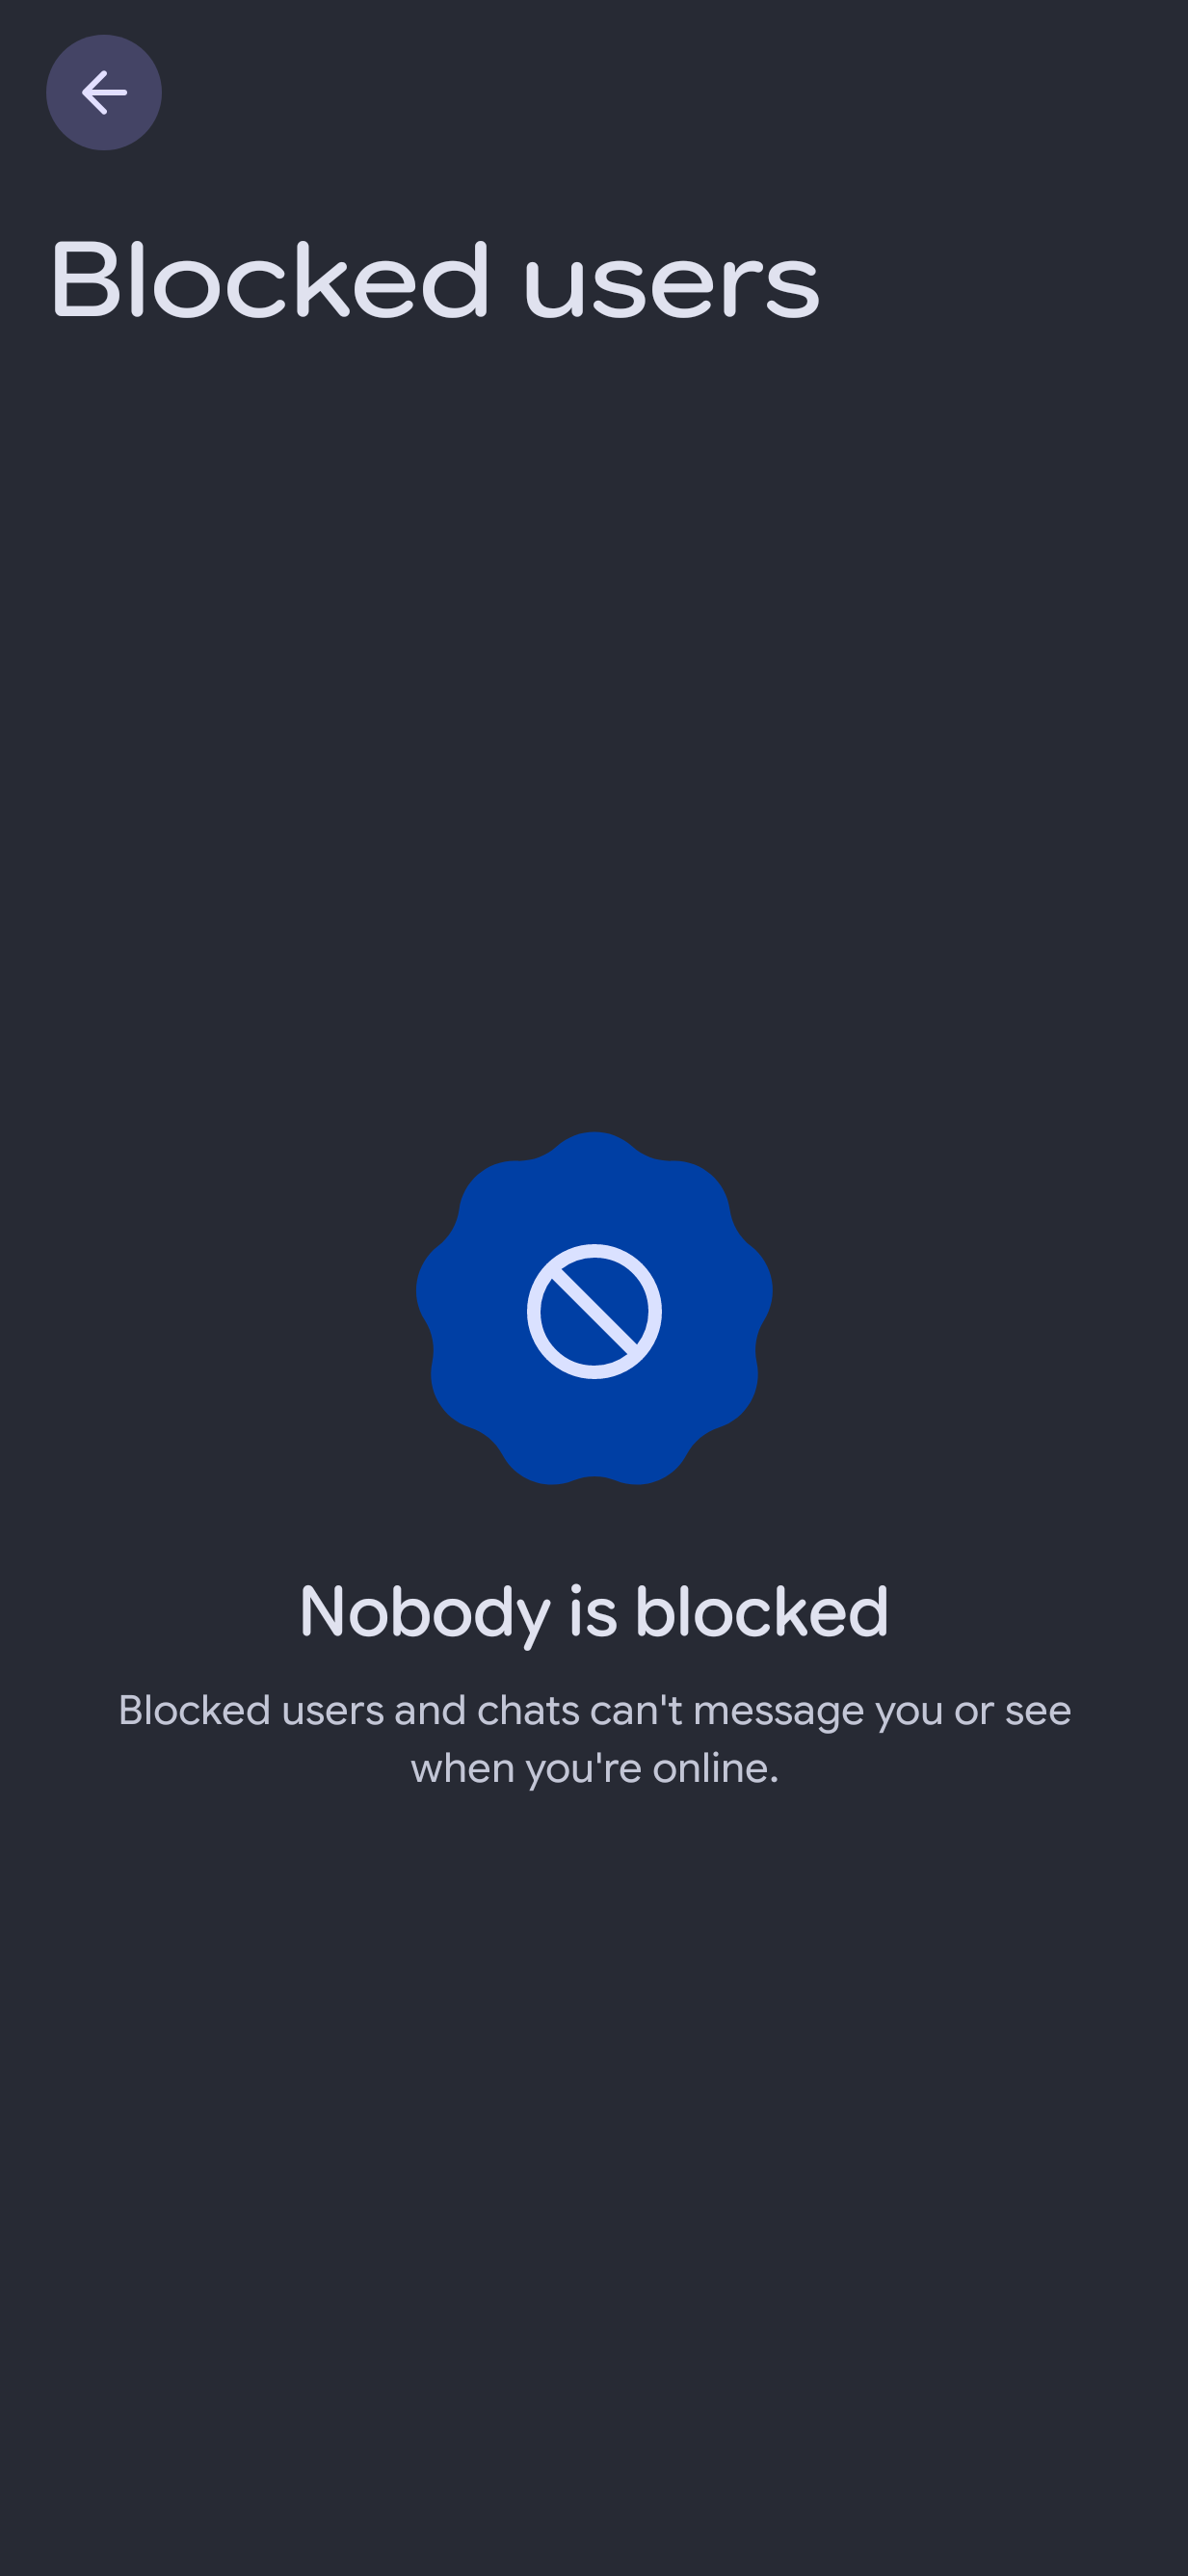 Blocked users
Nobody is blocked
Blocked users and chats can't message you or see
when you're online.